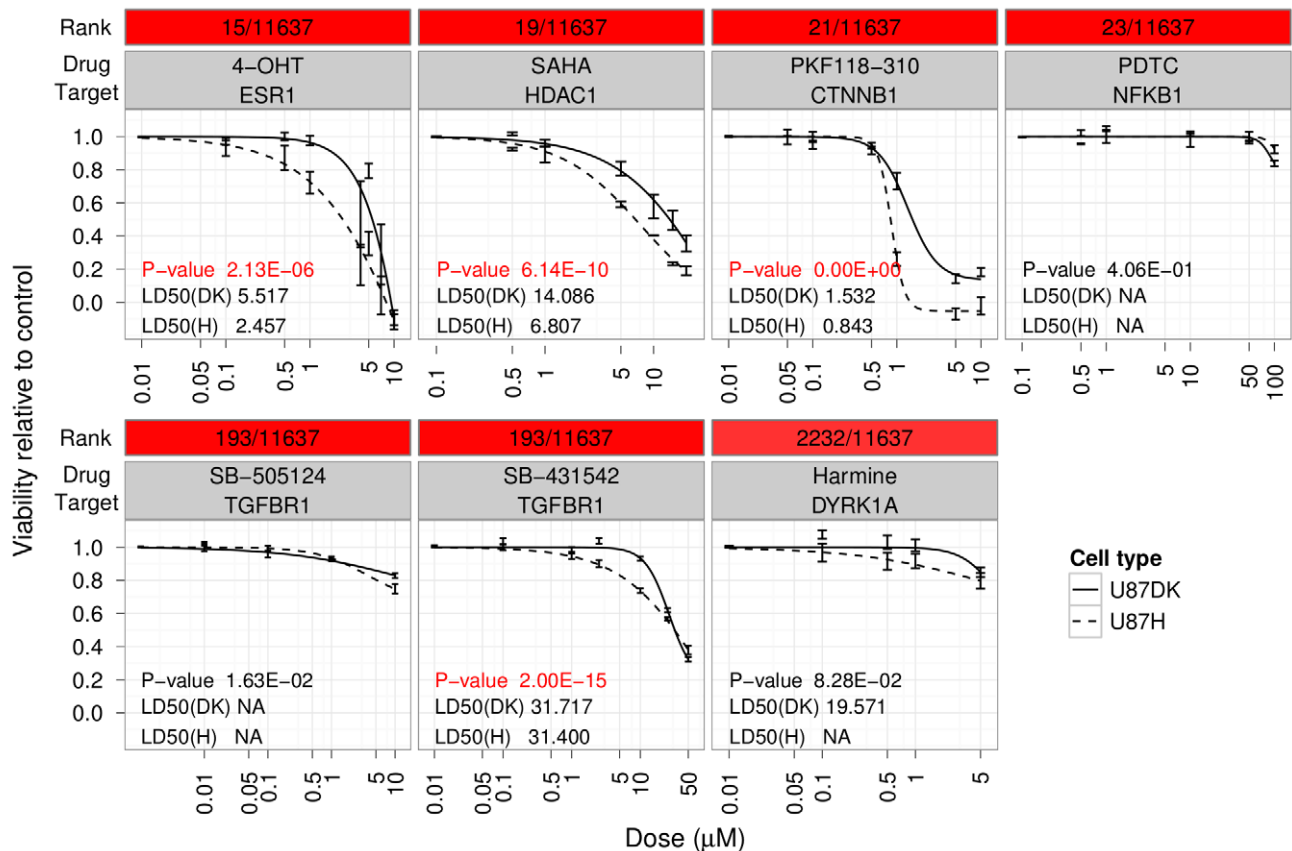 Rank
15/11637
19/11637
21/11637
23/11637
Drug
Target
4−OHT
ESR1
SAHA
HDAC1
PKF118−310
CTNNB1
PDTC
NFKB1
Viability relative to control
1.0
0.8
0.6
0.4
0.2
0.0
P−value 2.13E−06
LD50(DK) 5.517
LD50(H) 2.457
P−value 6.14E−10
LD50(DK) 14.086
LD50(H) 6.807
P−value 0.00E+00
LD50(DK) 1.532
LD50(H) 0.843
P−value 4.06E−01
LD50(DK) NA
LD50(H) NA
0.01 0.05 0.1 0.5 1 5 10
0.1 0.5 1 5 10
0.01 0.05 0.1 0.5 1 5 10
0.1 0.5 1 5 10 50 100
Rank
193/11637
193/11637
2232/11637
Drug
Target
SB−505124
TGFBR1
SB−431542
TGFBR1
Harmine
DYRK1A
1.0
0.8
0.6
0.4
0.2
0.0
P−value 1.63E−02
LD50(DK) NA
LD50(H) NA
P−value 2.00E−15
LD50(DK) 31.717
LD50(H) 31.400
P−value 8.28E−02
LD50(DK) 19.571
LD50(H) NA
0.01 0.05 0.1 0.5 1 5 10
0.01 0.05 0.1 0.5 1 5 10 50
0.01 0.05 0.1 0.5 1 5
Dose (μM)
Cell type
U87DK
U87H